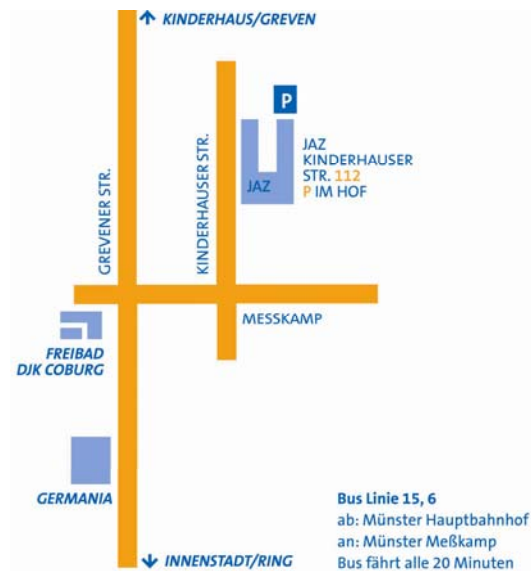 ↑ KINDERHAUS/GREVEN
P
JAZ
KINDERHAUSER
STR. 112
P IM HOF
JAZ
GREVENER STR.
KINDERHAUSER STR.
MESSKAMP
FREIBAD
DJK COBURG
GERMANIA
Bus Linie 15, 6
ab: Münster Hauptbahnhof
an: Münster Meßkamp
Bus fährt alle 20 Minuten
↓ INNENSTADT/RING